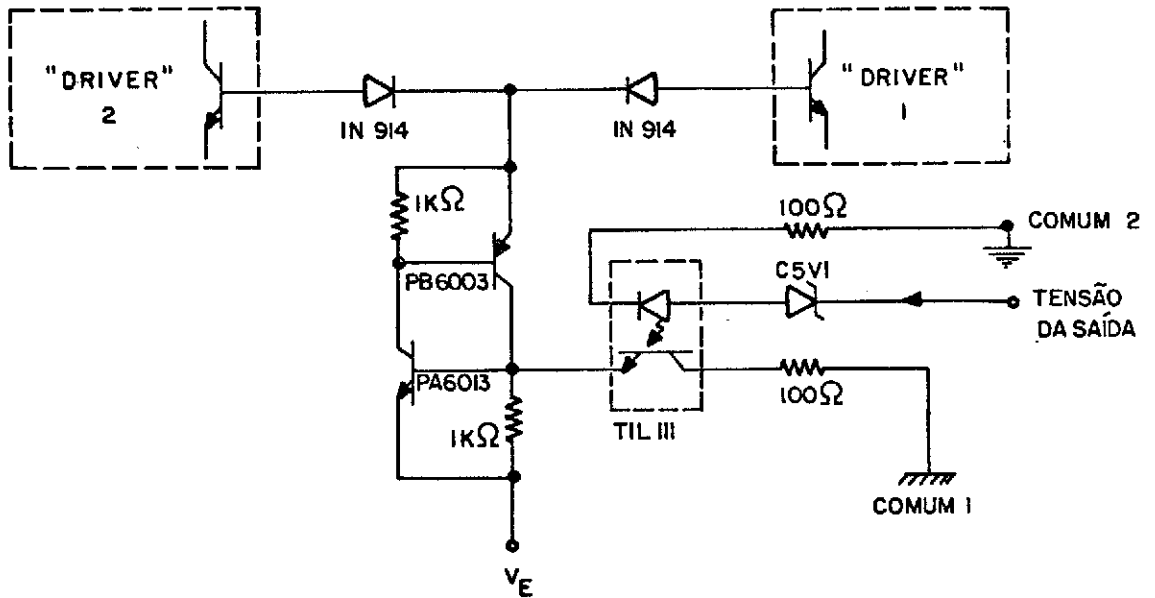 "DRIVER"
2
IN 914
IN 914
"DRIVER"
1
1KΩ
100Ω
COMUM 2
PB6003
C5V1
TENSÃO
DA SAÍDA
PA6013
1KΩ
TIL III
100Ω
COMUM 1
VE